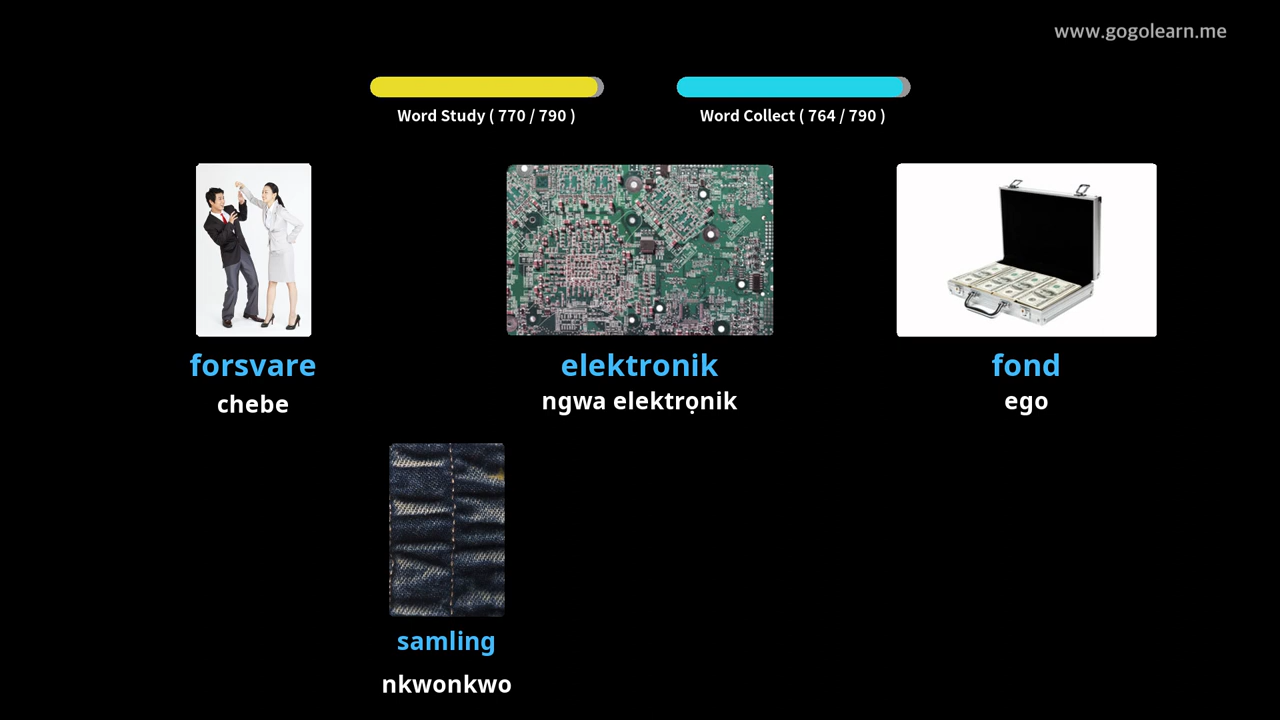 www.gogolearn.me
Word Study ( 770 / 790 )
Word Collect ( 764 / 790 )
forsvare
chebe
elektronik
ngwa elektrọnik
fond
ego
samling
nkwonkwo